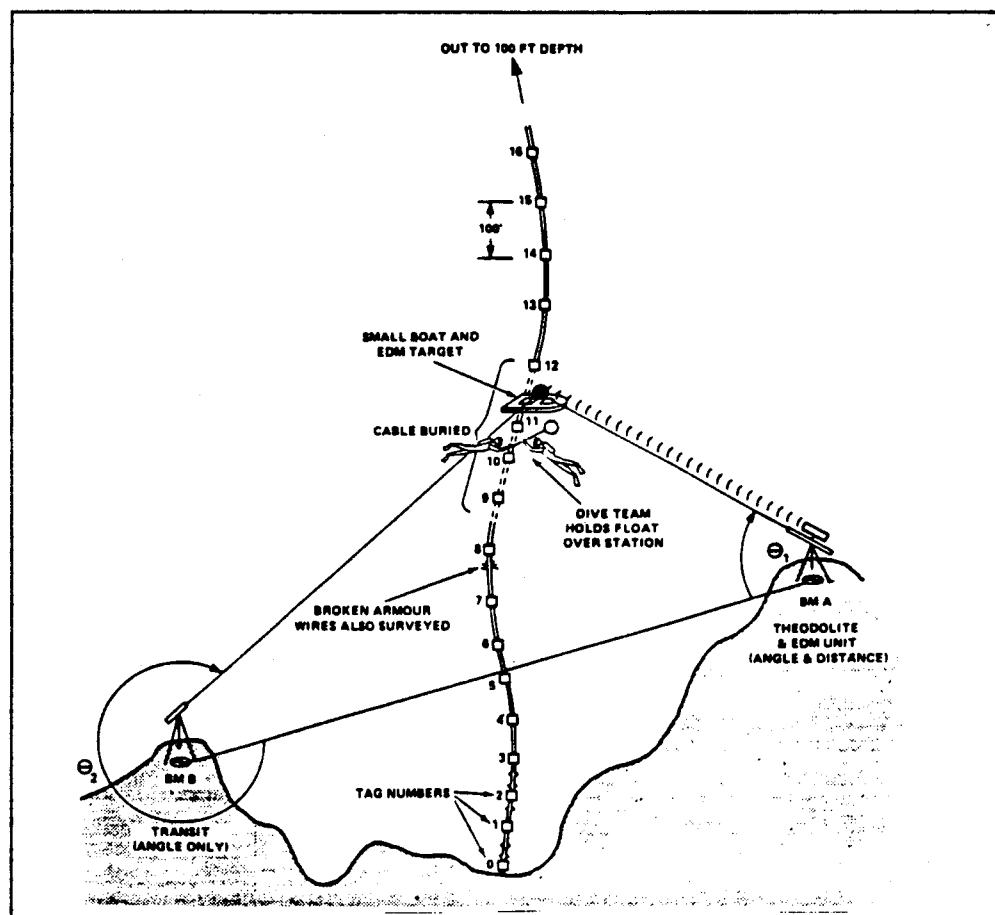 OUT TO 100 FT DEPTH
16
15
100'
14
13
SMALL BOAT AND
EDM TARGET
12
11
CABLE BURIED
10
9
DIVE TEAM
HOLDS FLOAT
OVER STATION
8
Θ1
BROKEN ARMOUR
WIRES ALSO SURVEYED
7
BM A
THEODOLITE
& EDM UNIT
(ANGLE & DISTANCE)
6
5
4
3
Θ2
BM B
TAG NUMBERS
2
1
TRANSIT
(ANGLE ONLY)
0